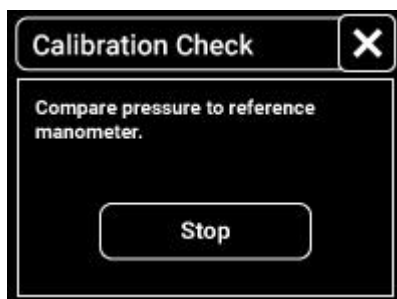 Calibration Check
Compare pressure to reference
manometer.
Stop